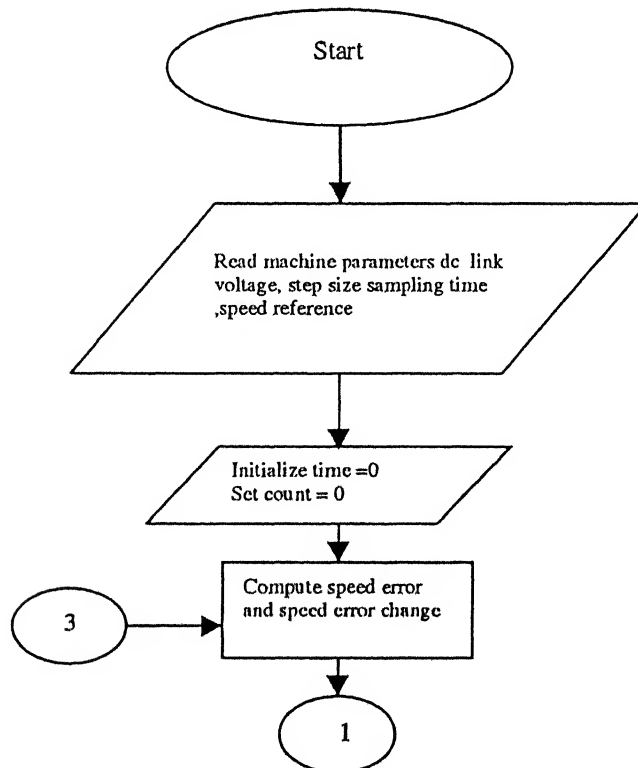 Start
Read machine parameters dc link
voltage, step size sampling time
,speed reference
Initialize time =0
Set count = 0
Compute speed error
and speed error change
3
1